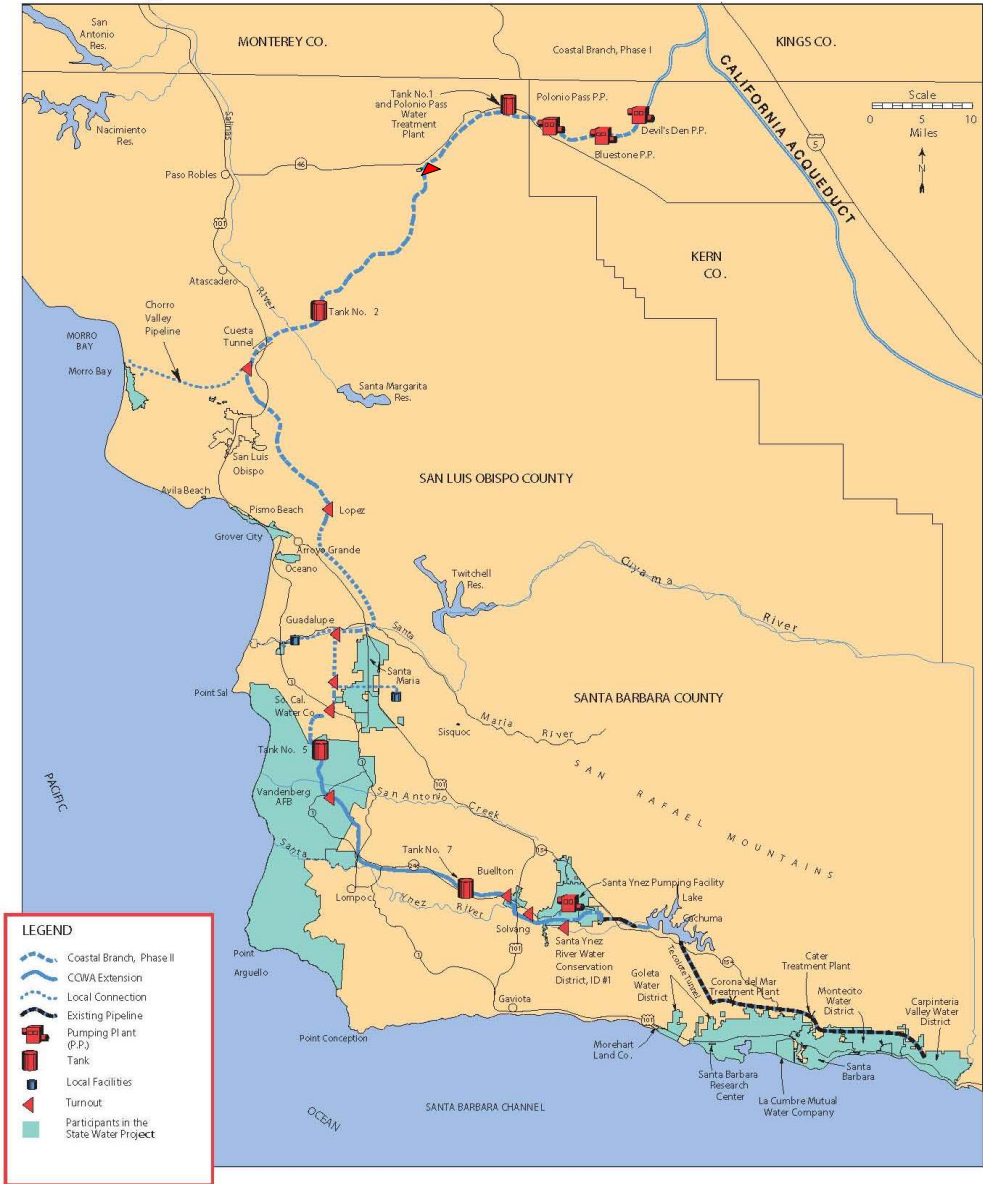 San
Antonio
Res.
MONTEREY CO.
Coastal Branch, Phase I
KINGS CO.
CALIFORNIA AQUEDUCT
Tank No.1
and Polonio Pass
Water
Treatment
Plant
Polonio Pass P.P.
Devil's Den P.P.
Bluestone P.P.
Scale
0 5 10
Miles
N
5
Nacimiento
Res.
Salinas
River
Paso Robles
46
101
KERN
CO.
Atascadero
Chorro
Valley
Pipeline
Cuesta
Tunnel
Tank No. 2
MORRO
BAY
Morro Bay
Santa Margarita
Res.
San Luis
Obispo
SAN LUIS OBISPO COUNTY
Avila Beach
Pismo Beach
Lopez
Grover City
Arroyo Grande
Oceano
Twitchell
Res.
Cuyama River
Guadalupe
Santa
Maria
River
1
Santa
Maria
Point Sal
So. Cal.
Water Co.
SANTA BARBARA COUNTY
Sisquoc
Tank No. 5
1
101
PACIFIC
OCEAN
Vandenberg
AFB
1
San Antonio Creek
SAN RAFAEL MOUNTAINS
Santa
Ynez
River
Tank No. 7
246
Buellton
154
Santa Ynez Pumping Facility
Lompoc
Lake
Cachuma
Solvang
101
Santa Ynez
River Water
Conservation
District, ID #1
Tecolote Tunnel
154
Goleta
Water
District
Corona del Mar
Treatment Plant
Cater
Treatment Plant
Montecito
Water
District
Carpinteria
Valley Water
District
1
Point
Arguello
Gaviota
101
Point Conception
Morehart
Land Co.
Santa Barbara
Research
Center
Santa
Barbara
La Cumbre Mutual
Water Company
SANTA BARBARA CHANNEL
LEGEND
Coastal Branch, Phase II
CCWA Extension
Local Connection
Existing Pipeline
Pumping Plant
(P.P.)
Tank
Local Facilities
Turnout
Participants in the
State Water Project